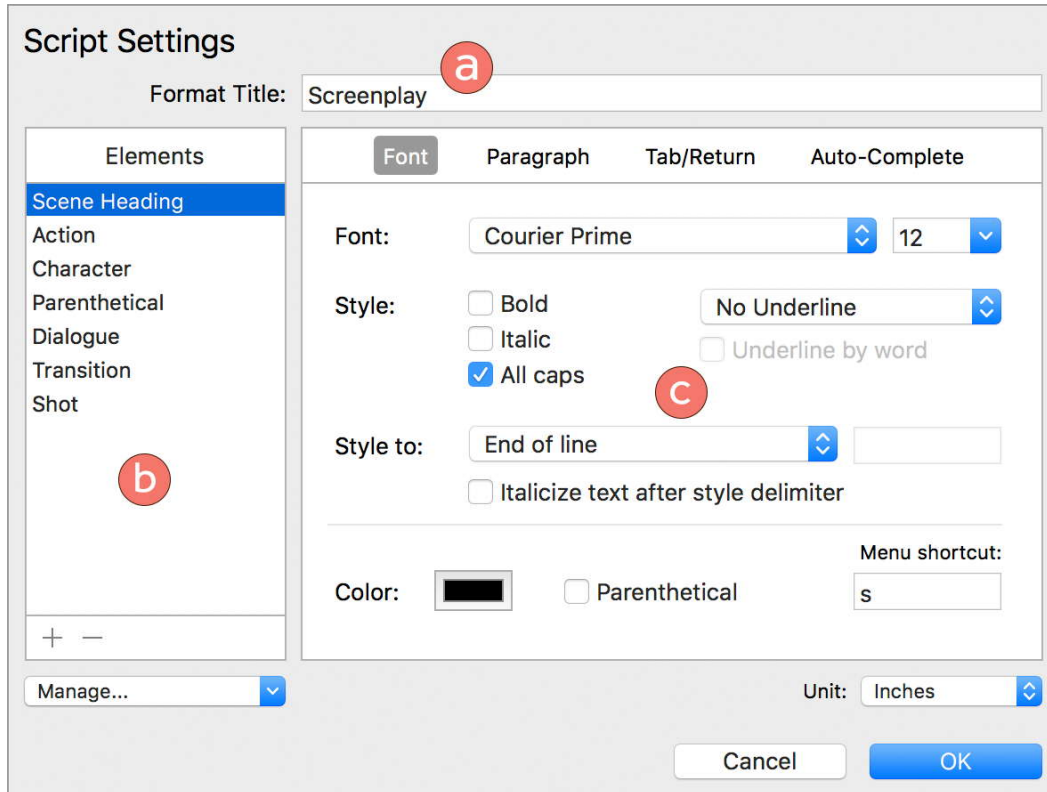 Script Settings
a
Format Title: Screenplay
Elements
Scene Heading
Action
Character
Parenthetical
Dialogue
Transition
Shot
b
+ −
Manage...
Font Paragraph Tab/Return Auto-Complete
Font: Courier Prime 12
Style: Bold No Underline
Italic Underline by word
All caps
c
Style to: End of line
Italicize text after style delimiter
Menu shortcut:
Color: Parenthetical s
Unit: Inches
Cancel OK